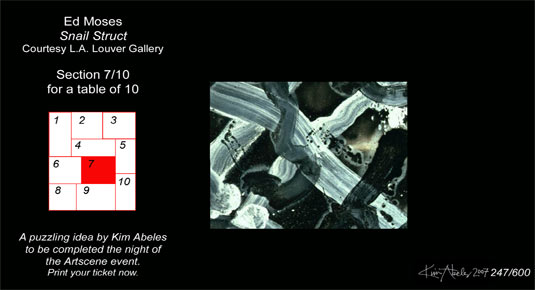 Ed Moses
Snail Struct
Courtesy L.A. Louver Gallery
Section 7/10
for a table of 10
1 2 3
4 5
6 7
8 9 10
A puzzling idea by Kim Abeles
to be completed the night of
the Artscene event.
Print your ticket now.
Kim Abeles 2007 247/600